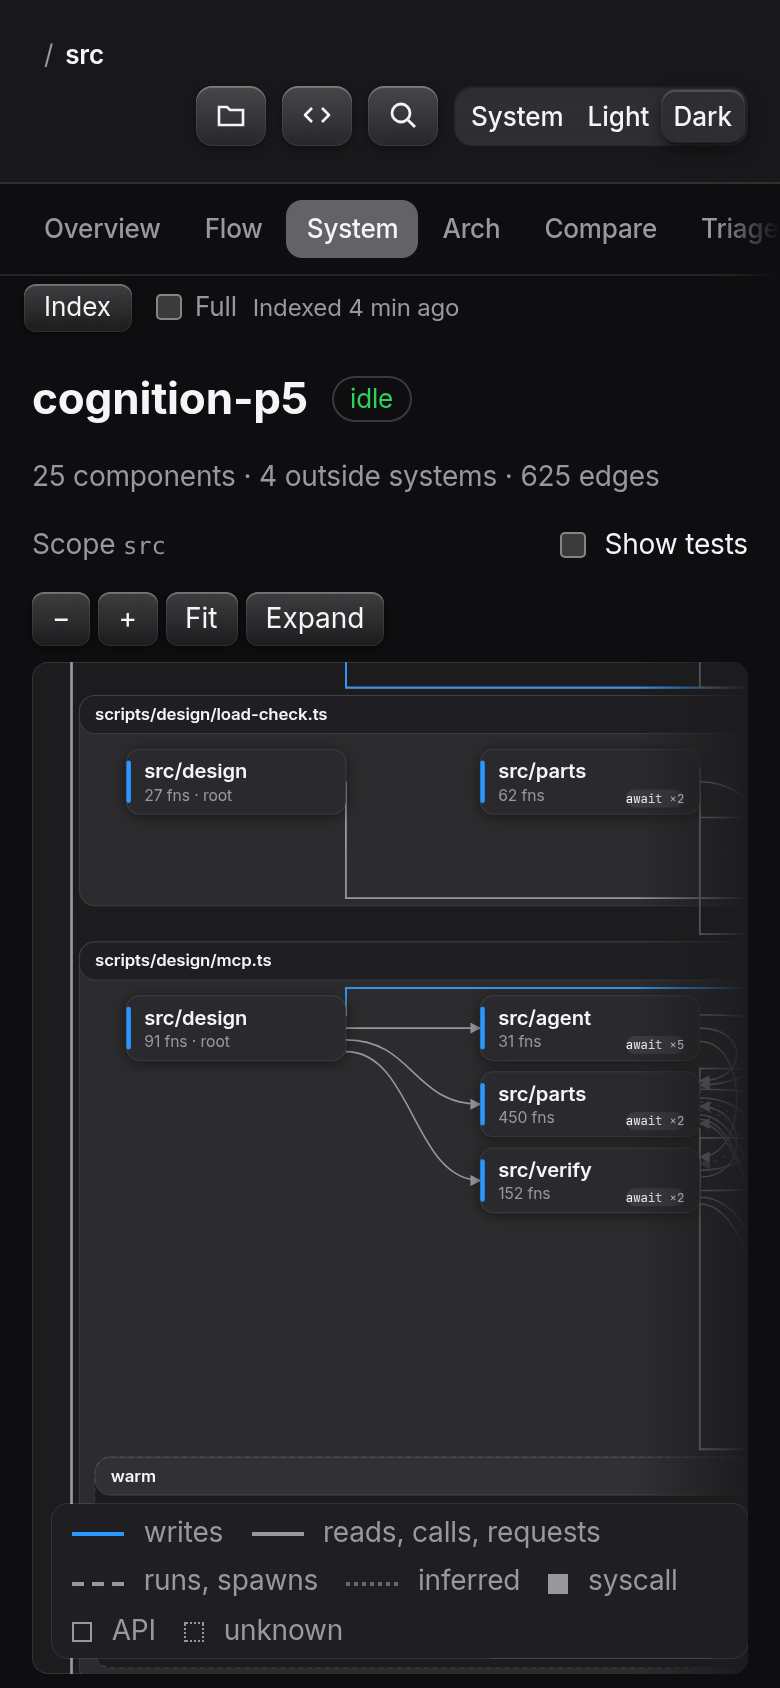 / src
System Light Dark
Overview Flow System Arch Compare Triage
Index Full Indexed 4 min ago
cognition-p5 idle
25 components · 4 outside systems · 625 edges
Scope src Show tests
− + Fit Expand
scripts/design/load-check.ts
src/design
27 fns · root
src/parts
62 fns await ×2
scripts/design/mcp.ts
src/design
91 fns · root
src/agent
31 fns await ×5
src/parts
450 fns await ×2
src/verify
152 fns await ×2
warm
writes reads, calls, requests
runs, spawns inferred syscall
API unknown